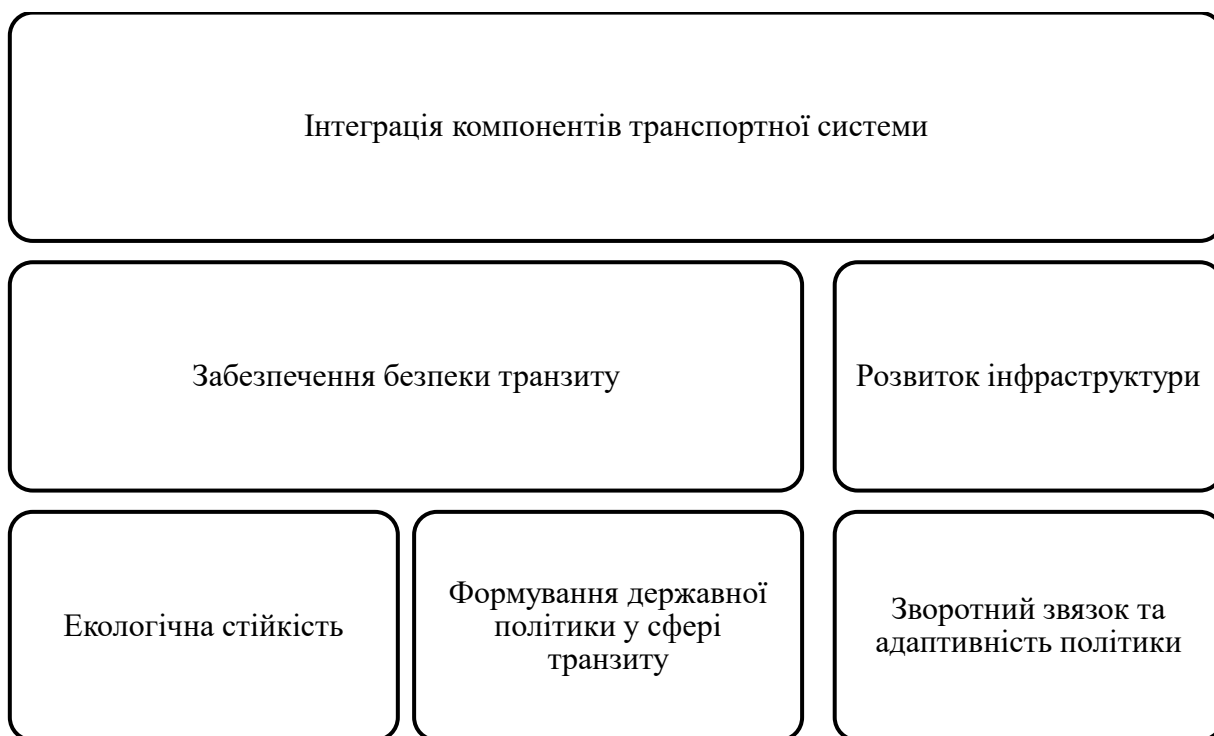 Інтеграція компонентів транспортної системи
Забезпечення безпеки транзиту
Розвиток інфраструктури
Екологічна стійкість
Формування державної
політики у сфері
транзиту
Зворотний звязок та
адаптивність політики